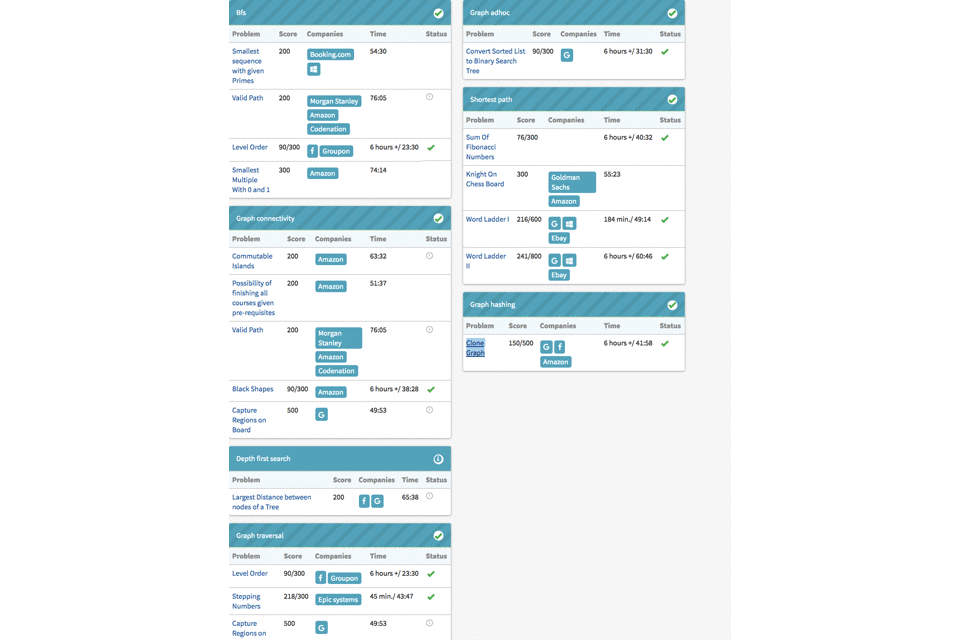 Bfs
Problem Score Companies Time Status
Smallest 200 Booking.com 54:30
sequence
with given
Primes
Valid Path 200 Morgan Stanley 76:05
Amazon
Codenation
Level Order 90/300 f Groupon 6 hours +/ 23:30
Smallest 300 Amazon 74:14
Multiple
With 0 and 1
Graph connectivity
Problem Score Companies Time Status
Commutable 200 Amazon 63:32
Islands
Possibility of 200 Amazon 51:37
finishing all
courses given
pre-requisites
Valid Path 200 Morgan 76:05
Stanley
Amazon
Codenation
Black Shapes 90/300 Amazon 6 hours +/ 38:28
Capture 500 G 49:53
Regions on
Board
Depth first search
Problem Score Companies Time Status
Largest Distance between 200 f G 65:38
nodes of a Tree
Graph traversal
Problem Score Companies Time Status
Level Order 90/300 f Groupon 6 hours +/ 23:30
Stepping 218/300 Epic systems 45 min./ 43:47
Numbers
Capture 500 G 49:53
Regions on
Graph adhoc
Problem Score Companies Time Status
Convert Sorted List 90/300 G 6 hours +/ 31:30
to Binary Search
Tree
Shortest path
Problem Score Companies Time Status
Sum Of 76/300 6 hours +/ 40:32
Fibonacci
Numbers
Knight On 300 Goldman 55:23
Chess Board Sachs
Amazon
Word Ladder I 216/600 G 184 min./ 49:14
Ebay
Word Ladder 241/800 G 6 hours +/ 60:46
II Ebay
Graph hashing
Problem Score Companies Time Status
Clone 150/500 G f 6 hours +/ 41:58
Graph Amazon